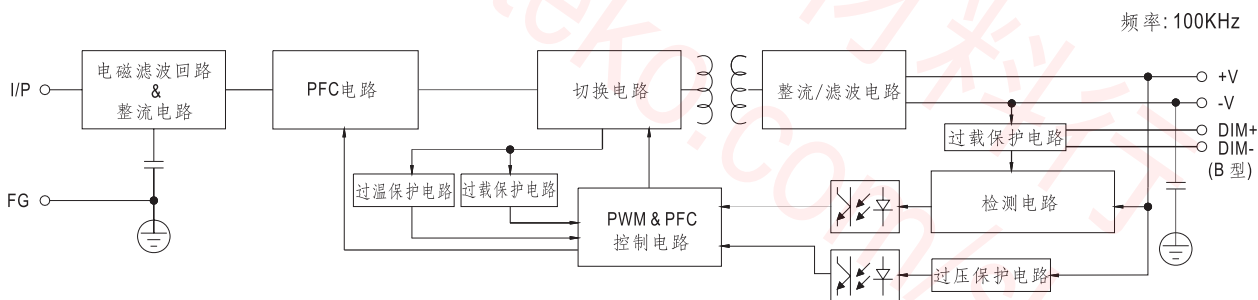 频率: 100KHz
I/P
电磁滤波回路
&
整流电路
PFC电路
切换电路
整流/滤波电路
+V
-V
过载保护电路
DIM+
DIM-
(B 型)
过温保护电路
过载保护电路
FG
PWM & PFC
控制电路
检测电路
过压保护电路